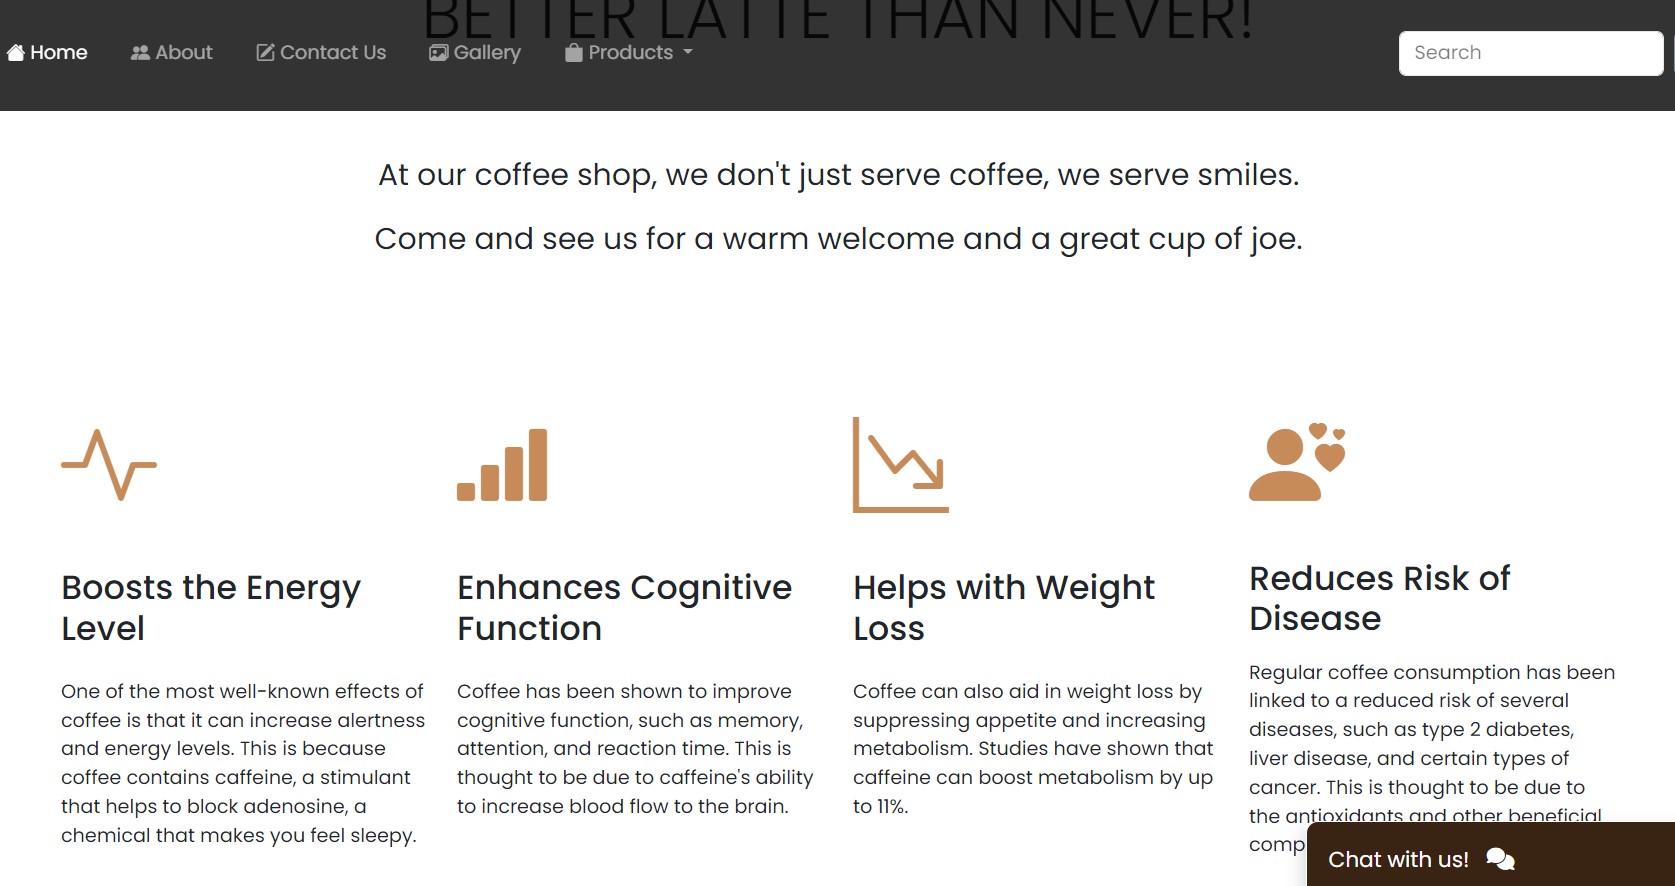 BETTER LATTE THAN NEVER!
Home About Contact Us Gallery Products Search
At our coffee shop, we don't just serve coffee, we serve smiles.
Come and see us for a warm welcome and a great cup of joe.
Boosts the Energy
Level
One of the most well-known effects of
coffee is that it can increase alertness
and energy levels. This is because
coffee contains caffeine, a stimulant
that helps to block adenosine, a
chemical that makes you feel sleepy.
Enhances Cognitive
Function
Coffee has been shown to improve
cognitive function, such as memory,
attention, and reaction time. This is
thought to be due to caffeine's ability
to increase blood flow to the brain.
Helps with Weight
Loss
Coffee can also aid in weight loss by
suppressing appetite and increasing
metabolism. Studies have shown that
caffeine can boost metabolism by up
to 11%.
Reduces Risk of
Disease
Regular coffee consumption has been
linked to a reduced risk of several
diseases, such as type 2 diabetes,
liver disease, and certain types of
cancer. This is thought to be due to
the antioxidants and other beneficial
comp
Chat with us!